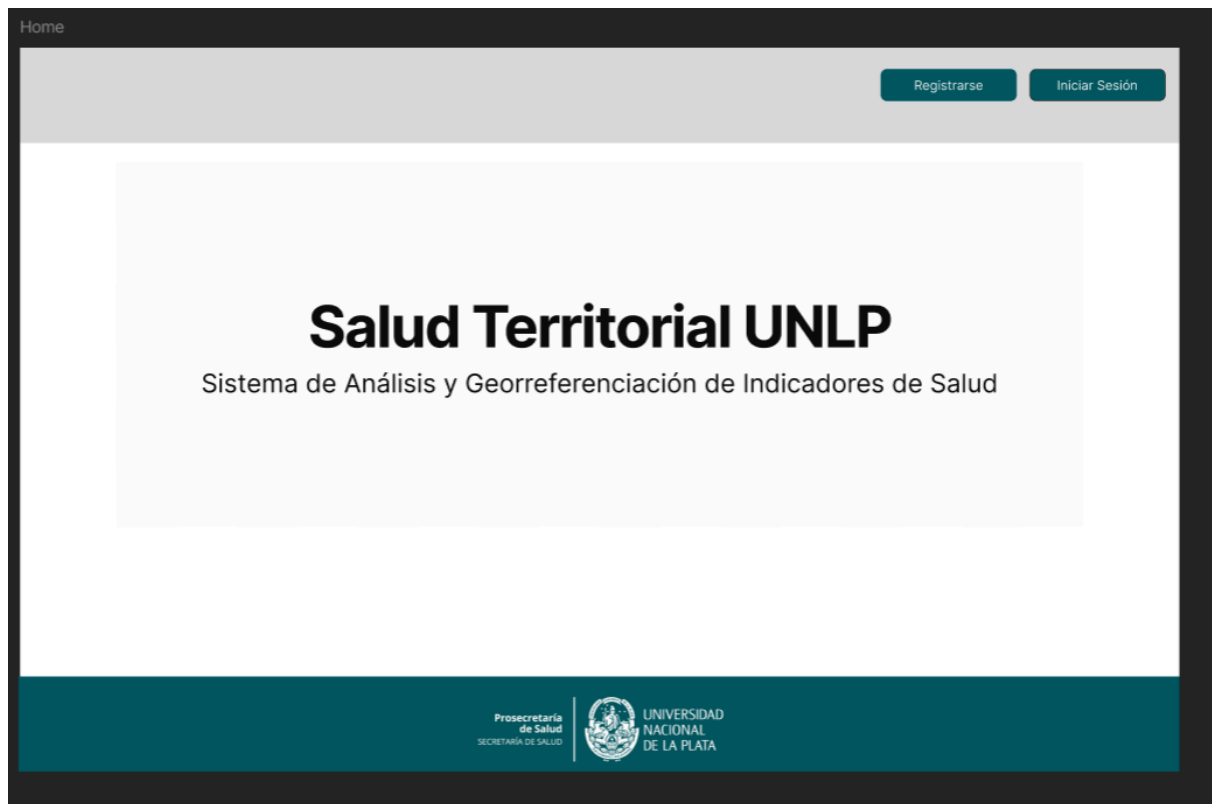 Home
Registrarse
Iniciar Sesión
Salud Territorial UNLP
Sistema de Análisis y Georreferenciación de Indicadores de Salud
Prosecretaría
de Salud
SECRETARÍA DE SALUD
UNIVERSIDAD
NACIONAL
DE LA PLATA